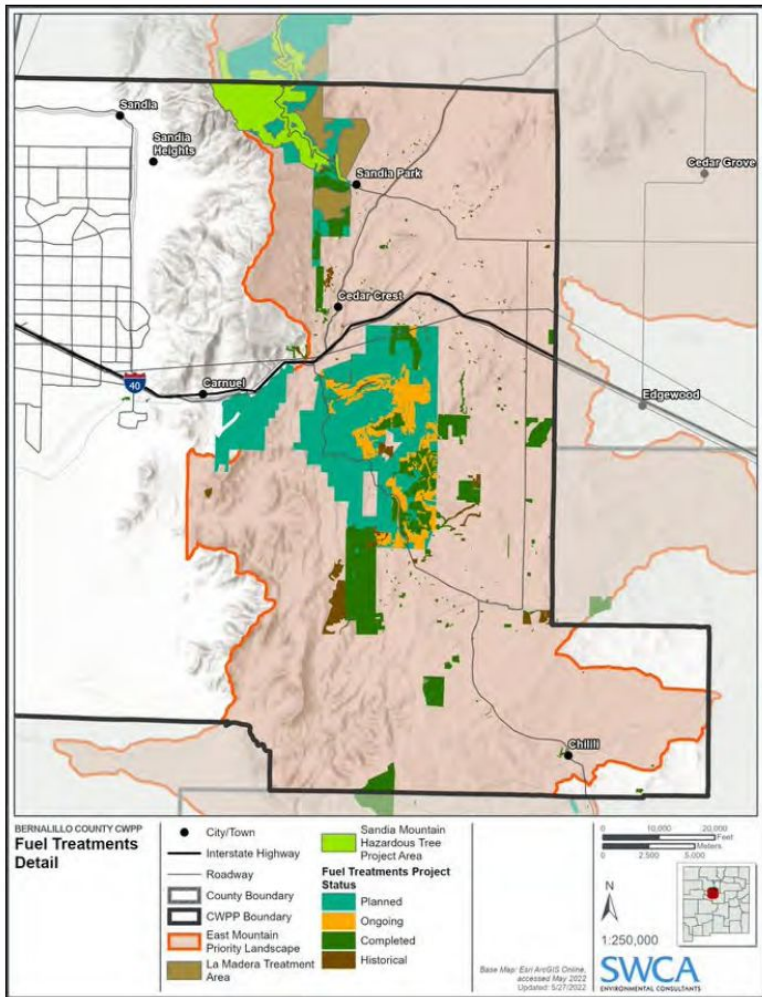 Sandia
Sandia
Heights
Cedar Grove
Sandia Park
Cedar Crest
40
Carnuel
Edgewood
Chilili
BERNALILLO COUNTY CWPP
Fuel Treatments
Detail
City/Town
Interstate Highway
Roadway
County Boundary
CWPP Boundary
East Mountain
Priority Landscape
La Madera Treatment
Area
Sandia Mountain
Hazardous Tree
Project Area
Fuel Treatments Project
Status
Planned
Ongoing
Completed
Historical
Base Map: Esri ArcGIS Online,
accessed May 2022
Updated: 5/27/2022
0 10,000 20,000
Feet
Meters
0 2,500 5,000
N
1:250,000
SWCA
ENVIRONMENTAL CONSULTANTS